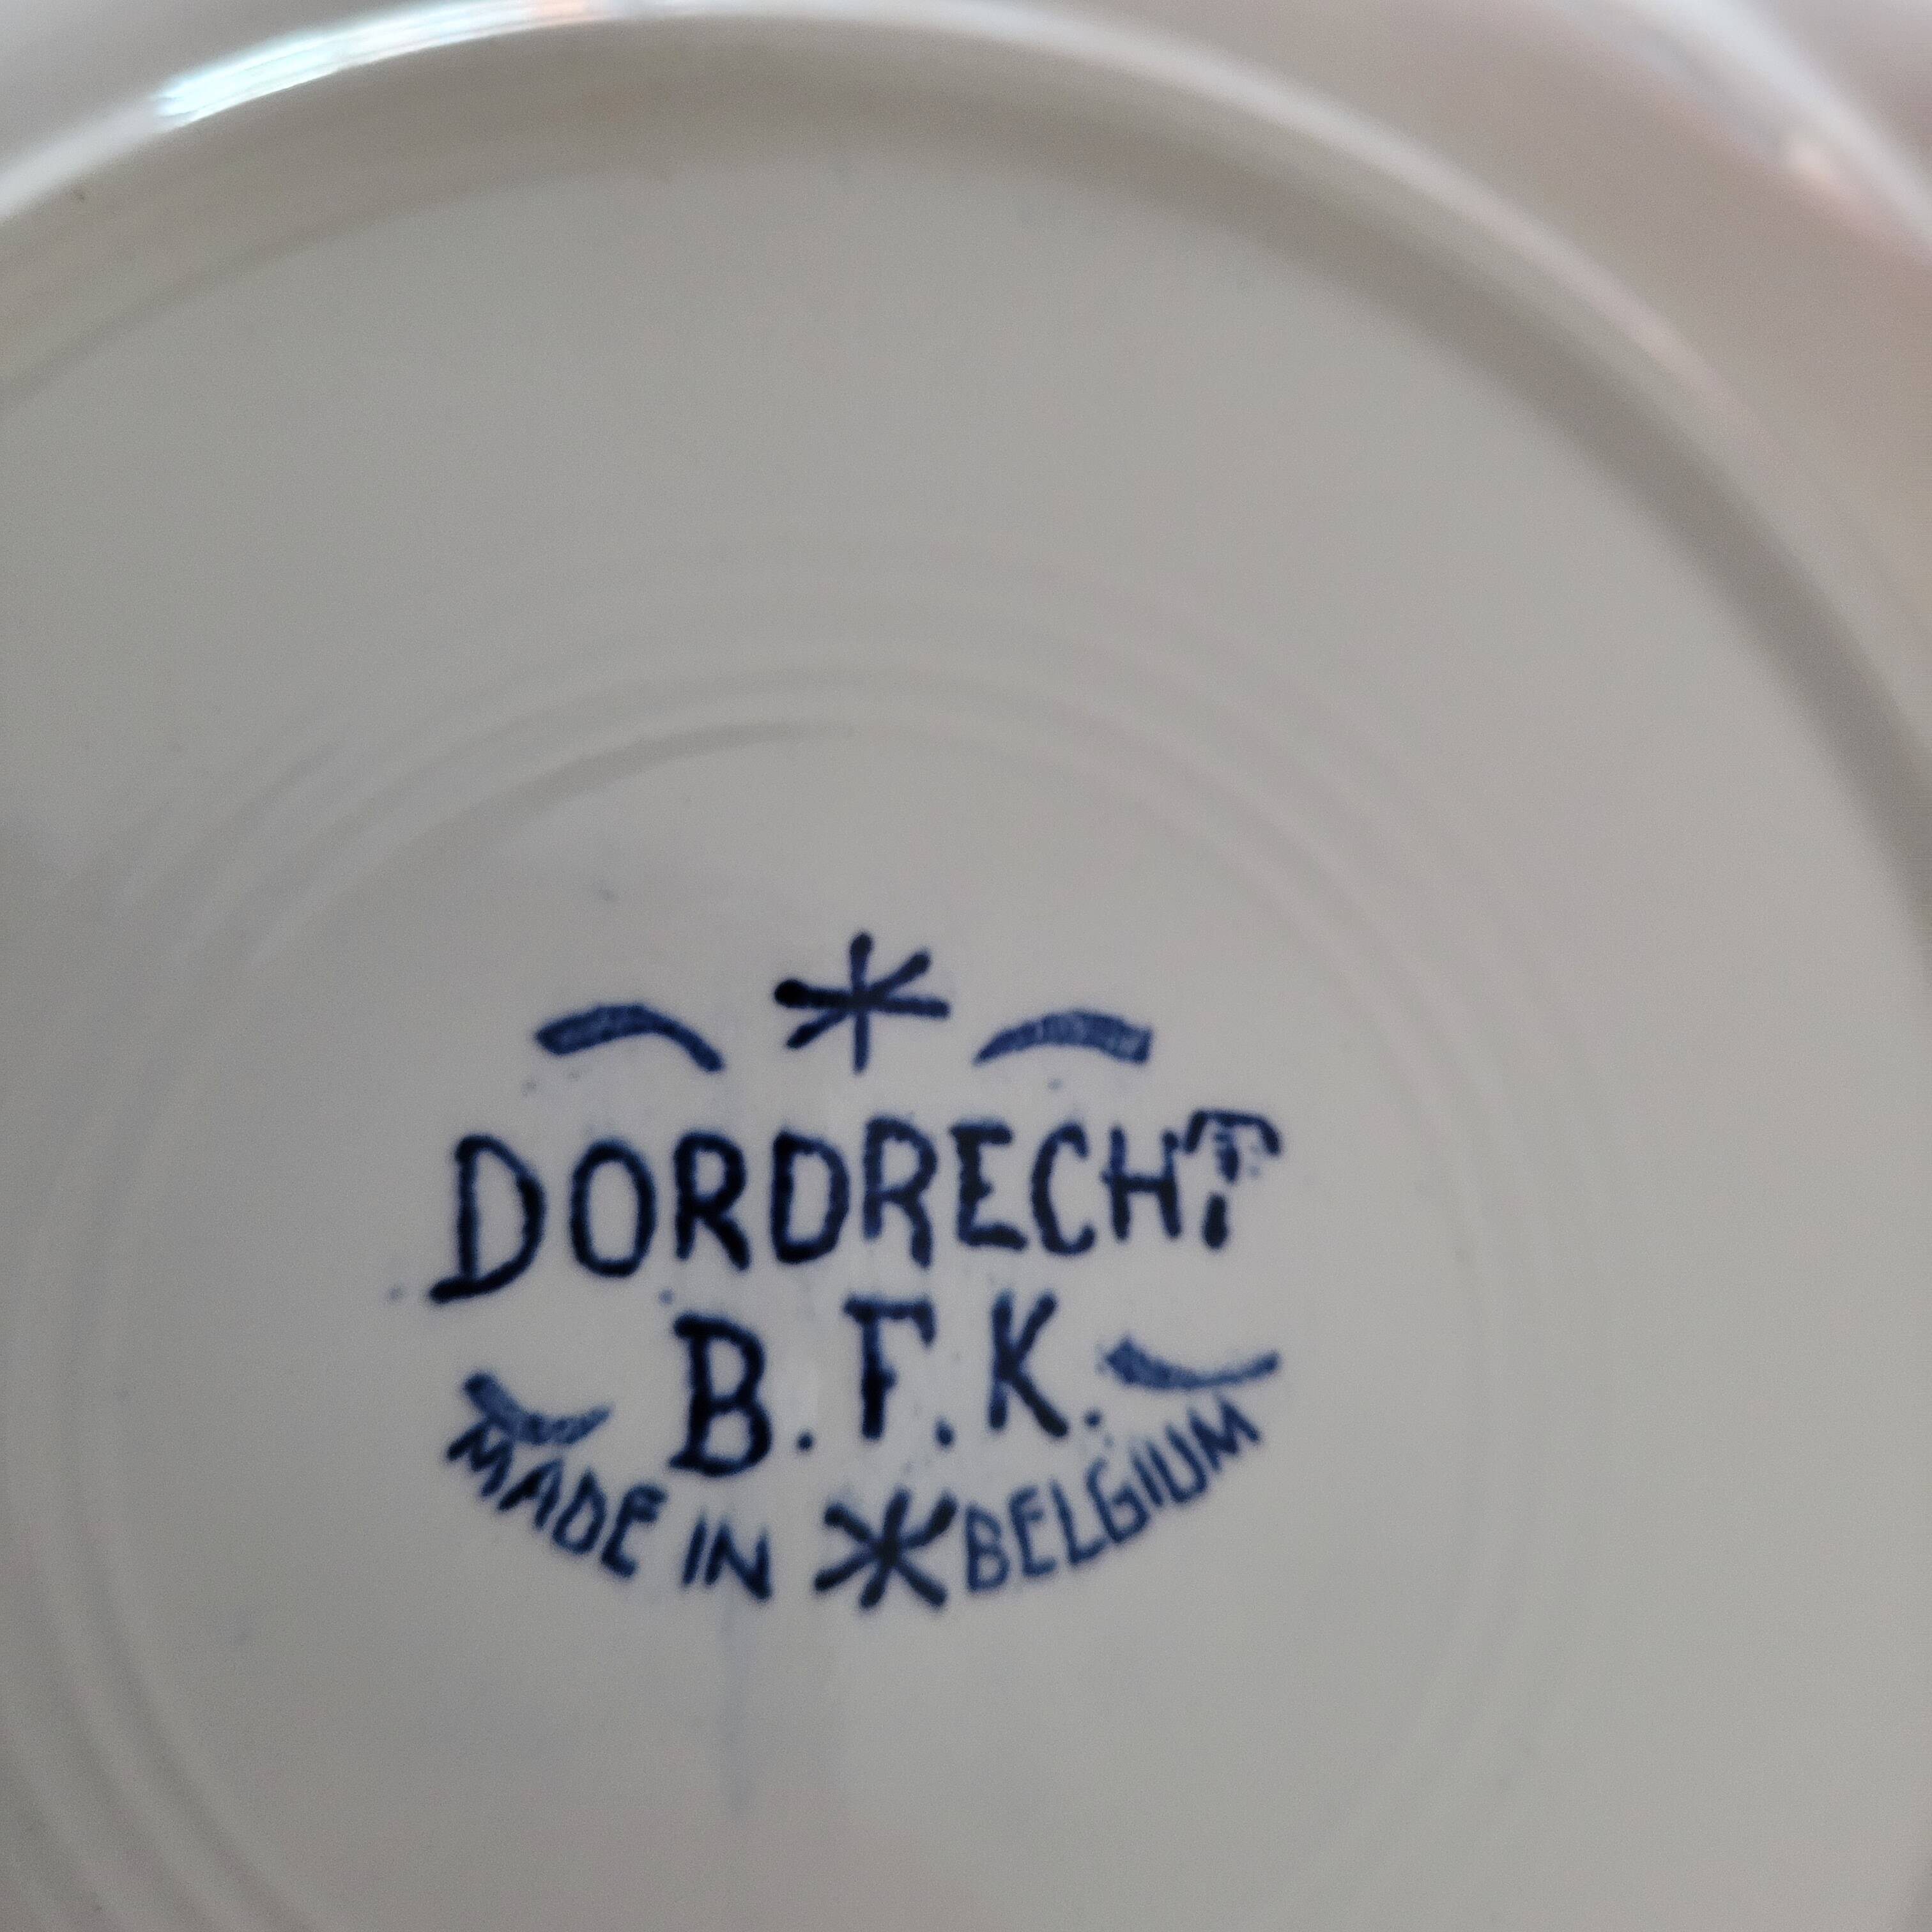 DORDRECHT
B.F.K.
MADE IN BELGIUM